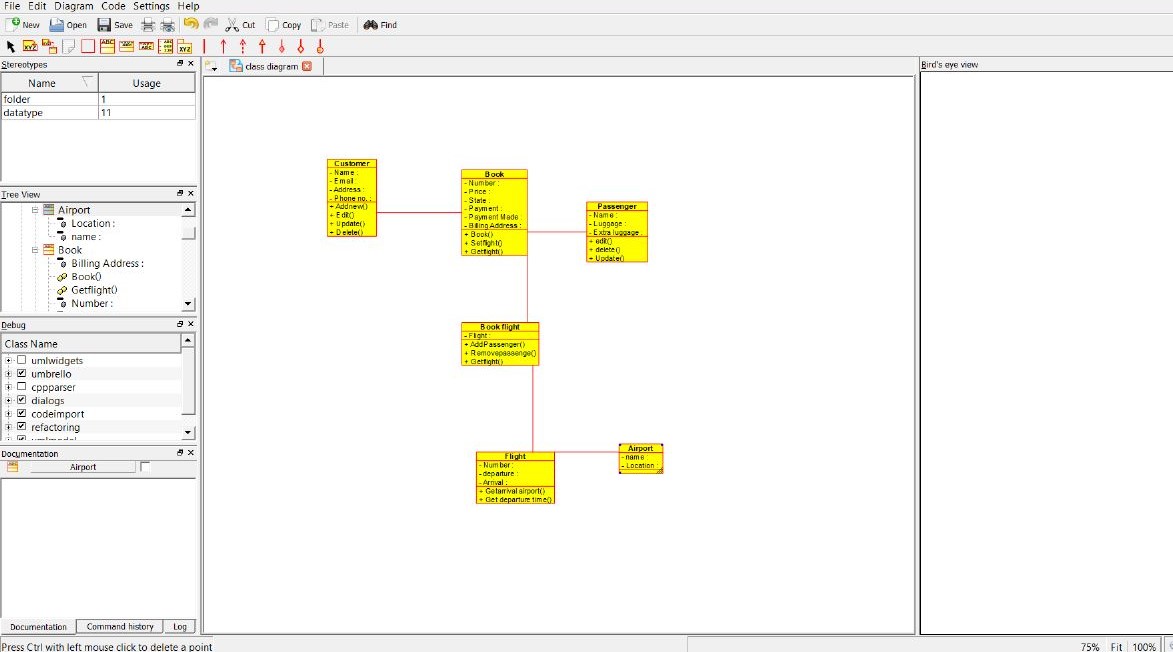 File Edit Diagram Code Settings Help
New Open Save Cut Copy Paste Find
Stereotypes
Name Usage
folder 1
datatype 11
Tree View
Airport
Location :
name :
Book
Billing Address :
Book()
Getflight()
Number :
Debug
Class Name
umlwidgets
umbrello
cppparser
dialogs
codeimport
refactoring
umlmodel
Documentation
Airport
Documentation Command history Log
class diagram
Customer
- Name :
- Email
- Address :
- Phone no. :
+ Addnew()
+ Edit()
+ Update()
+ Delete()
Book
- Number :
- Price :
- State :
- Payment :
- Payment Mode :
- Billing Address :
+ Book()
+ Setflight()
+ Getflight()
Passenger
- Name :
- Luggage :
- Extra luggage :
+ edit()
+ delete()
+ Update()
Book flight
- Flight :
+ AddPassenger()
+ Removepassenge()
+ Getflight()
Flight
- Number :
- departure :
- Arrival :
+ Getarrival airport()
+ Get departure time()
Airport
- name :
- Location :
Bird's eye view
Press Ctrl with left mouse click to delete a point
75% Fit 100%